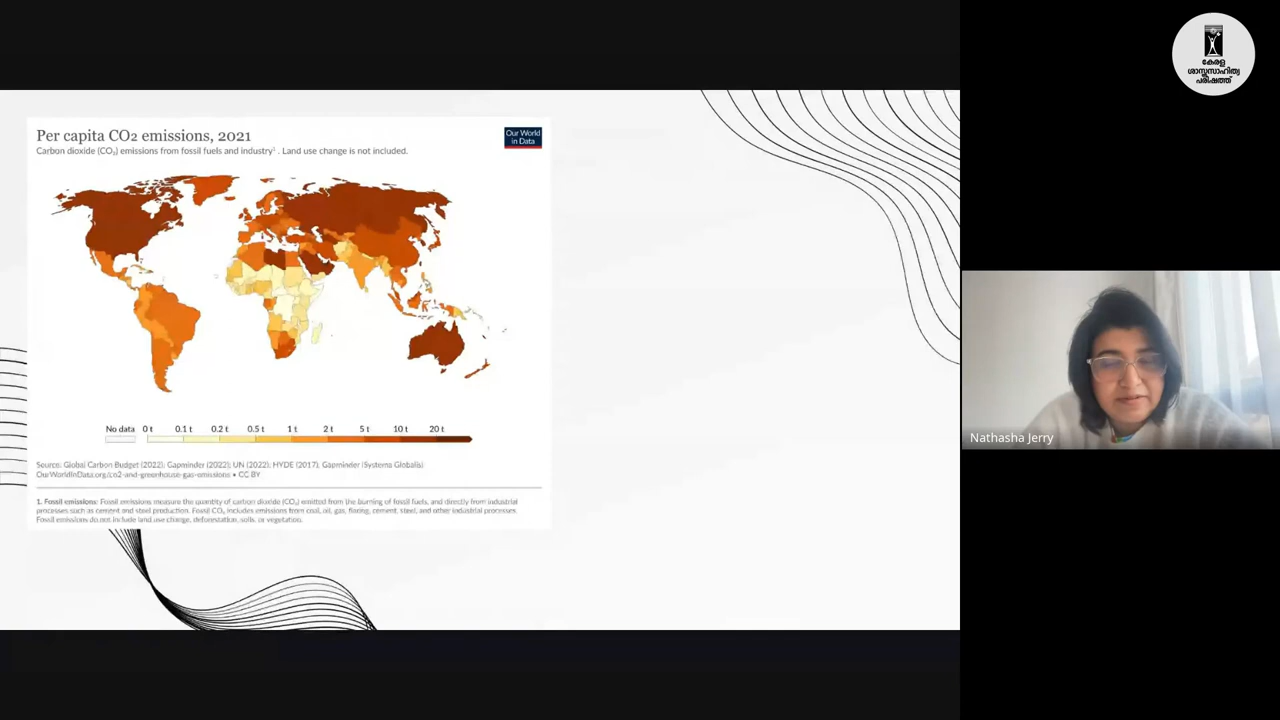 Per capita CO₂ emissions, 2021
Carbon dioxide (CO₂) emissions from fossil fuels and industry¹ . Land use change is not included.
Our World
in Data
No data 0 t 0.1 t 0.2 t 0.5 t 1 t 2 t 5 t 10 t 20 t
Source: Global Carbon Budget (2022); Gapminder (2022); UN (2022); HYDE (2017); Gapminder (Systema Globalis)
OurWorldInData.org/co2-and-greenhouse-gas-emissions • CC BY
1. Fossil emissions: Fossil emissions measure the quantity of carbon dioxide (CO₂) emitted from the burning of fossil fuels, and directly from industrial
processes such as cement and steel production. Fossil CO₂ includes emissions from coal, oil, gas, flaring, cement, steel, and other industrial processes.
Fossil emissions do not include land use change, deforestation, soils, or vegetation.
കേരള
ശാസ്ത്രസാഹിത്യ
പരിഷത്ത്
Nathasha Jerry